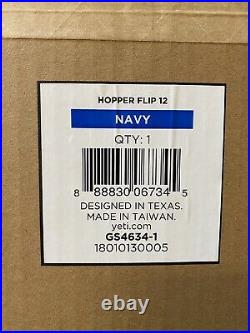 HOPPER FLIP 12
NAVY
QTY: 1
8 88830 06734 5
DESIGNED IN TEXAS.
MADE IN TAIWAN.
yeti.com
GS4634-1
18010130005